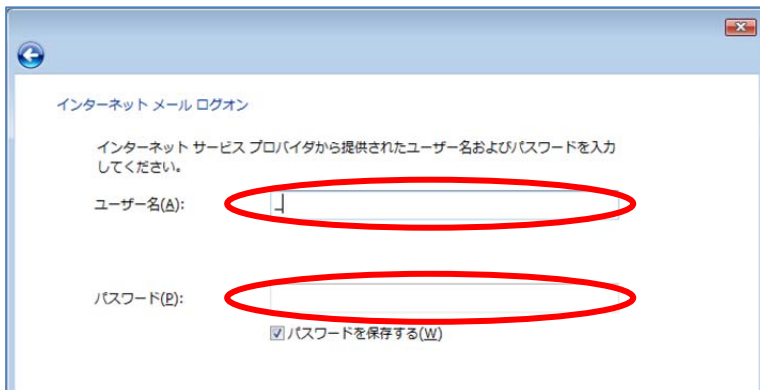 インターネット メール ログオン
インターネット サービス プロバイダから提供されたユーザー名およびパスワードを入力
してください。
ユーザー名(A):
パスワード(P):
パスワードを保存する(W)